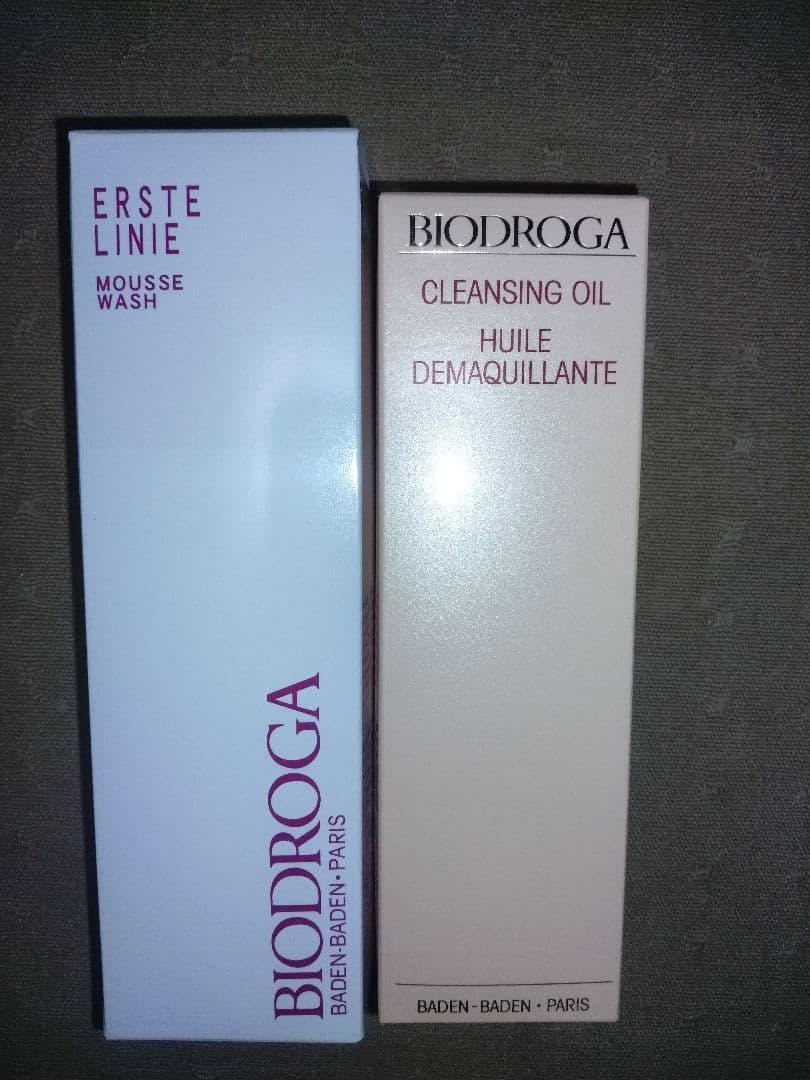 ERSTE
LINIE
MOUSSE
WASH
BIODROGA
BADEN-BADEN・PARIS
BIODROGA
CLEANSING OIL
HUILE
DEMAQUILLANTE
BADEN-BADEN・PARIS